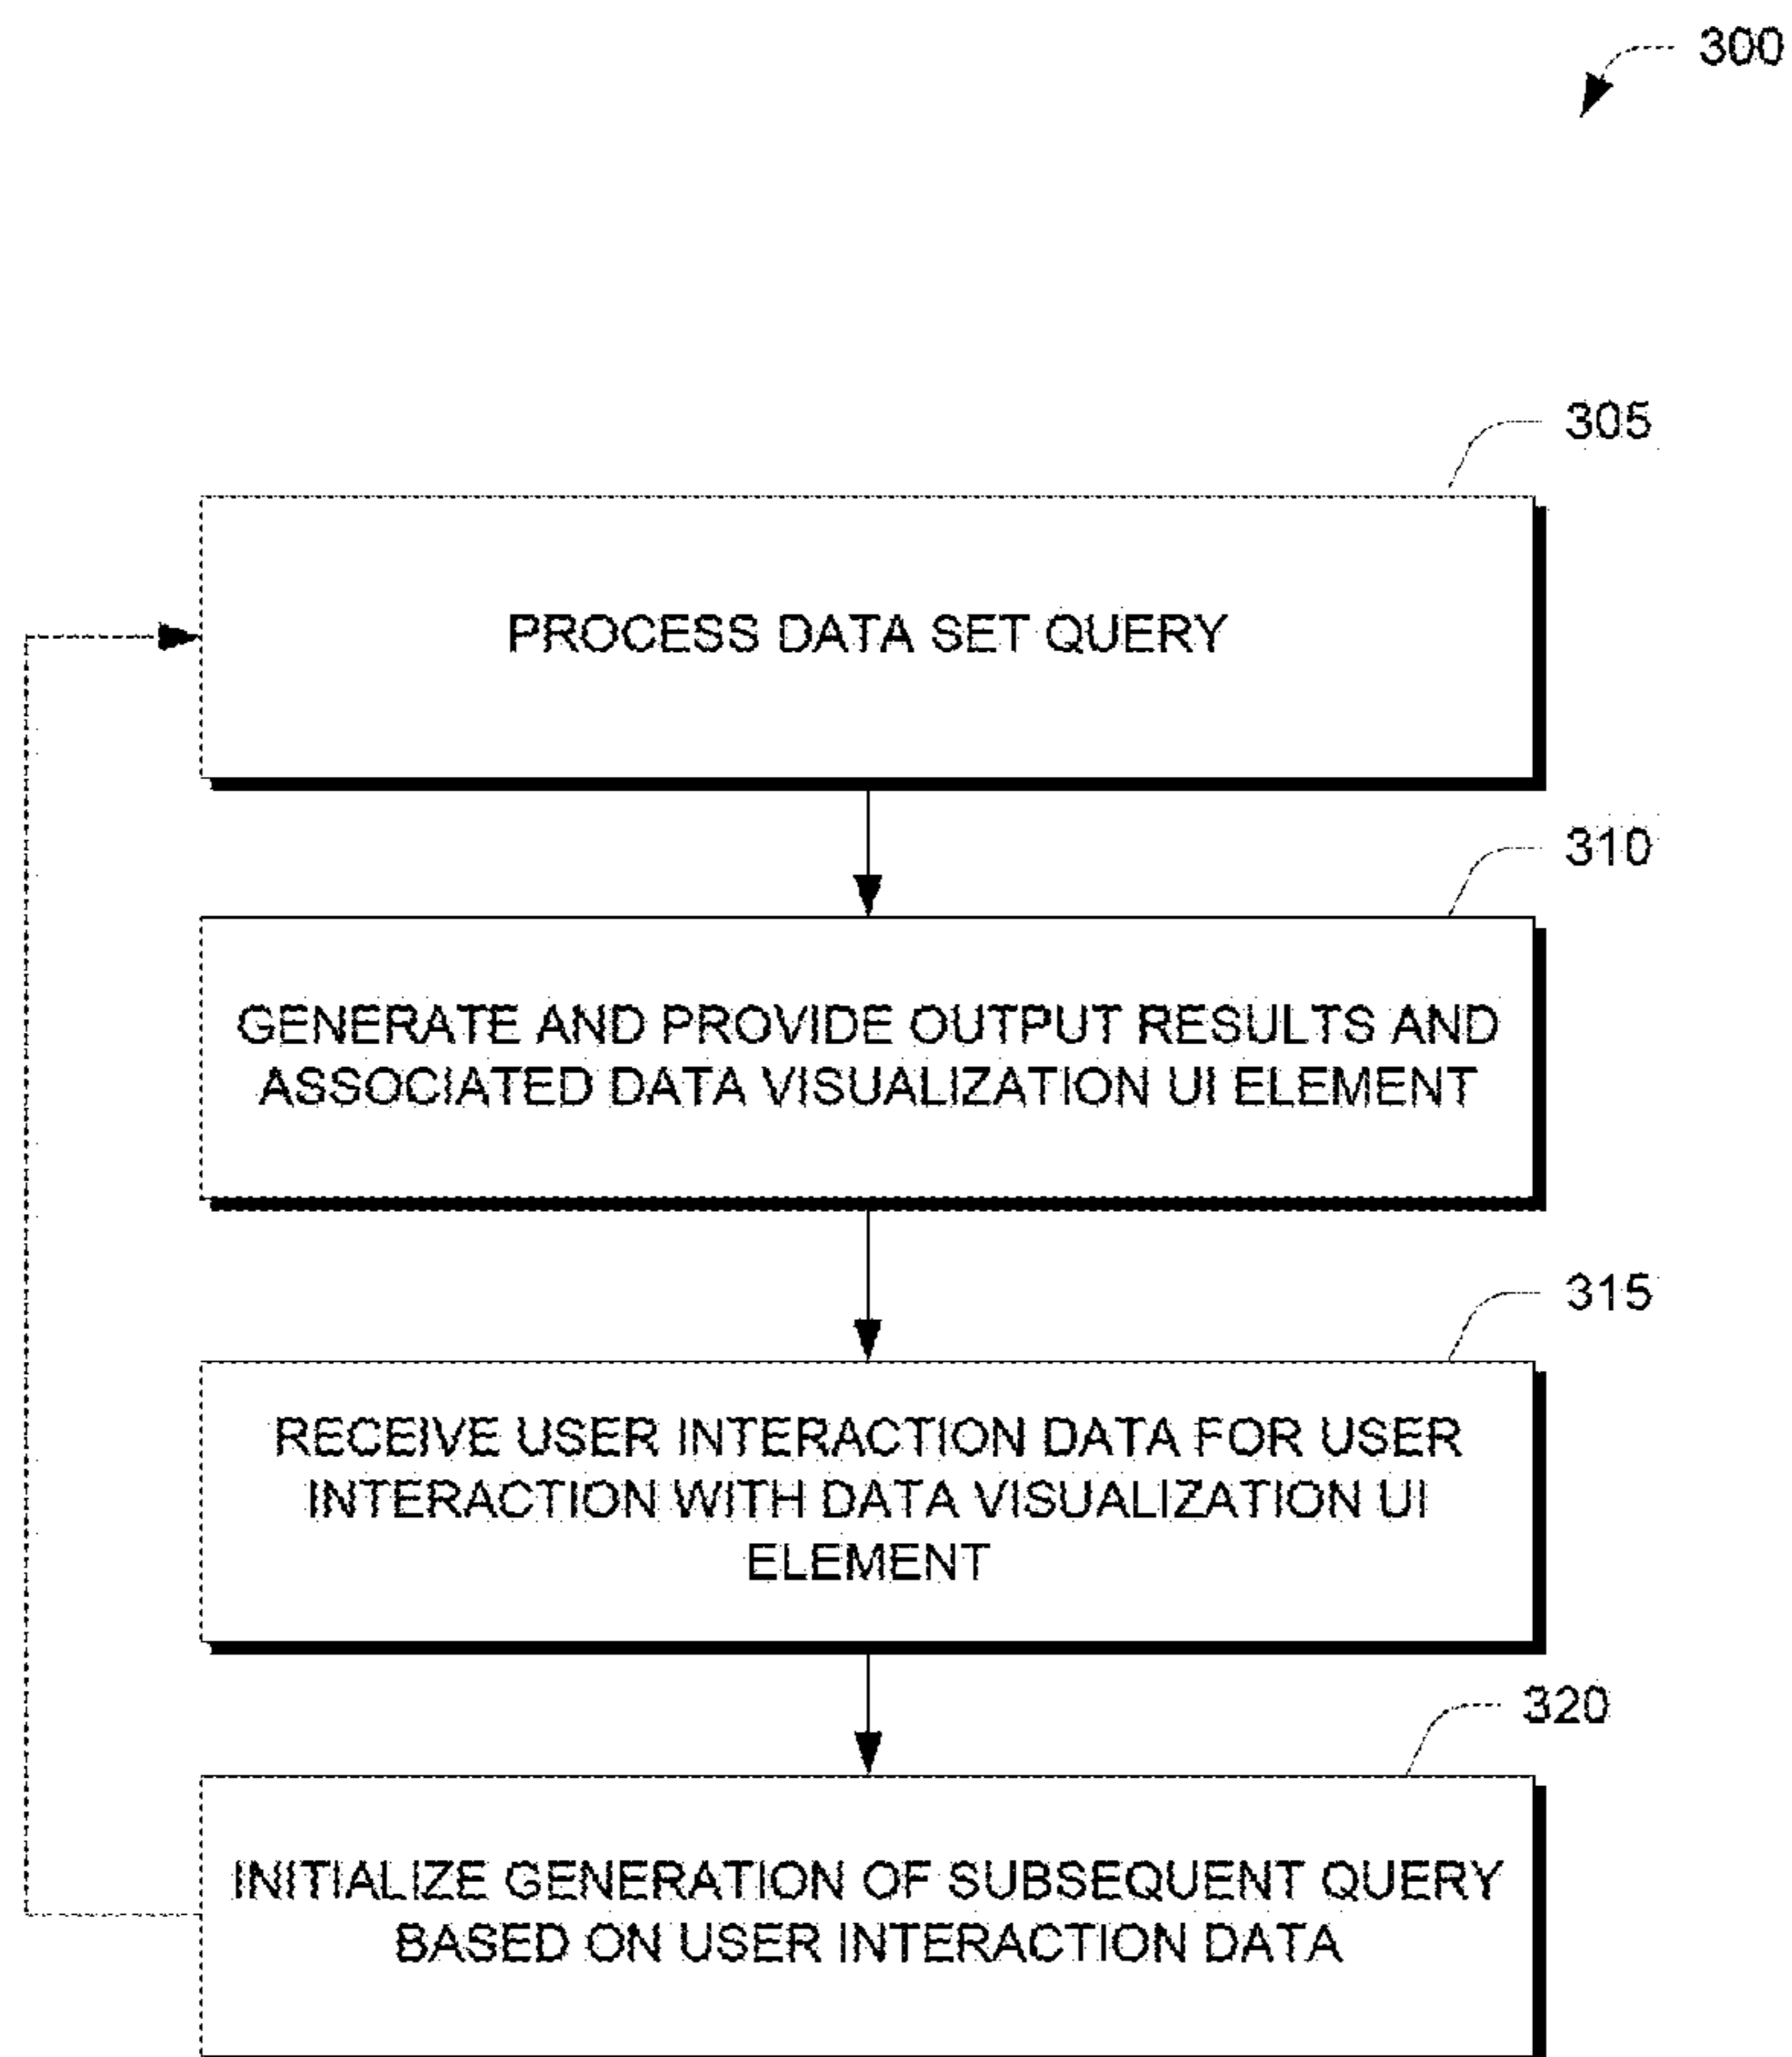 300
305
PROCESS DATA SET QUERY
310
GENERATE AND PROVIDE OUTPUT RESULTS AND
ASSOCIATED DATA VISUALIZATION UI ELEMENT
315
RECEIVE USER INTERACTION DATA FOR USER
INTERACTION WITH DATA VISUALIZATION UI
ELEMENT
320
INITIALIZE GENERATION OF SUBSEQUENT QUERY
BASED ON USER INTERACTION DATA